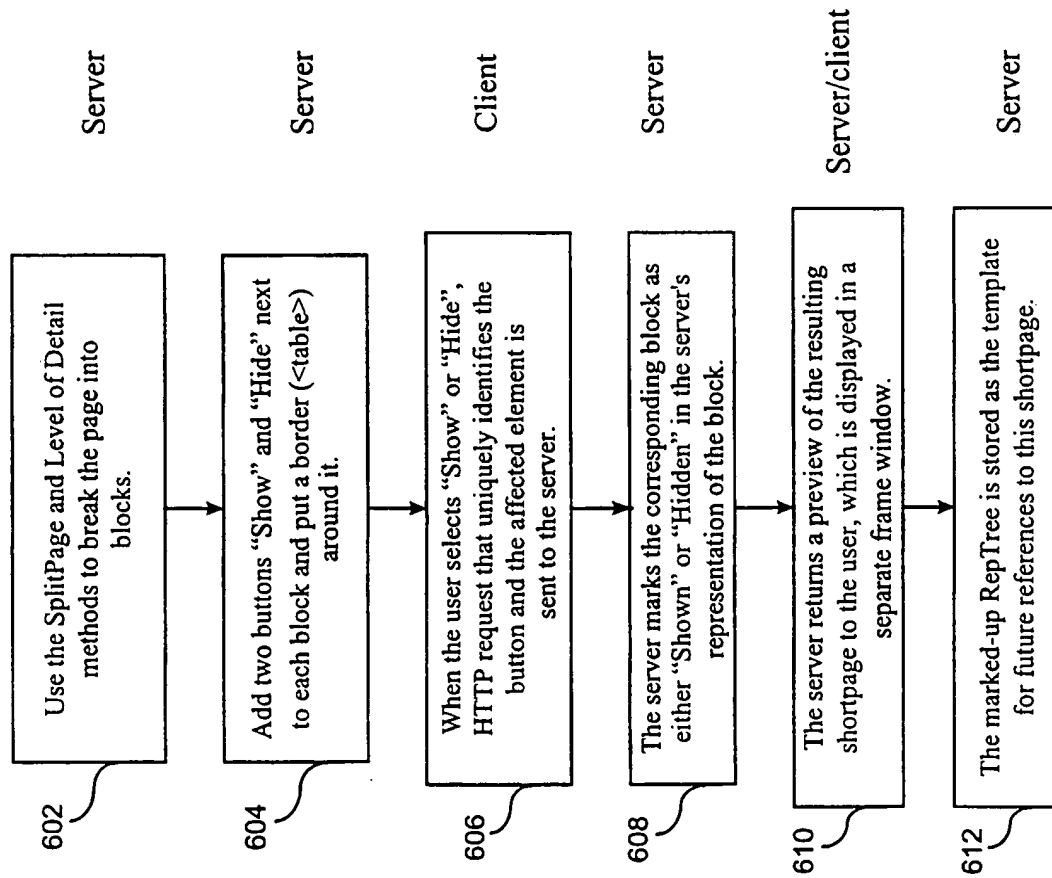 Use the SplitPage and Level of Detail
methods to break the page into
blocks.
Server
602
Add two buttons “Show” and “Hide” next
to each block and put a border (<table>)
around it.
Server
604
When the user selects “Show” or “Hide”,
HTTP request that uniquely identifies the
button and the affected element is
sent to the server.
Client
606
The server marks the corresponding block as
either “Shown” or “Hidden” in the server's
representation of the block.
Server
608
The server returns a preview of the resulting
shortpage to the user, which is displayed in a
separate frame window.
Server/client
610
The marked-up RepTree is stored as the template
for future references to this shortpage.
Server
612